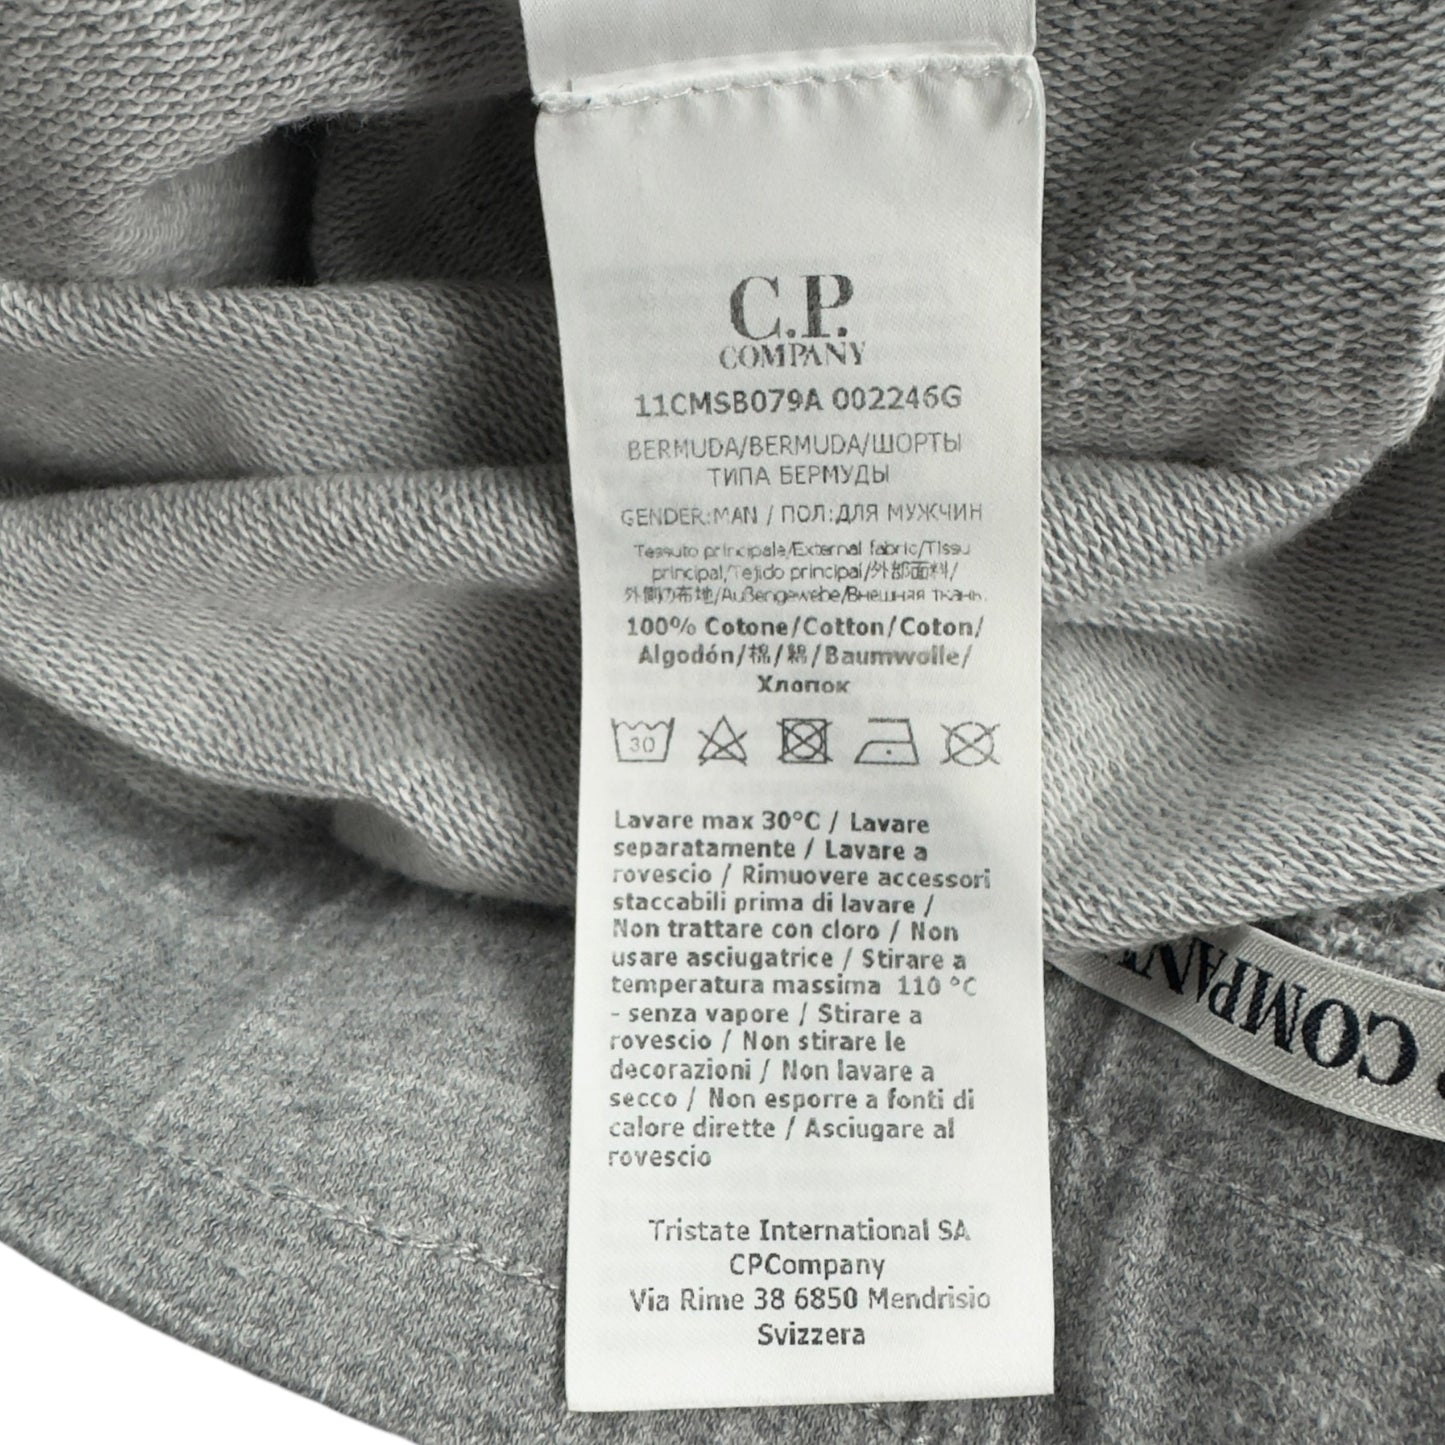 C.P.
COMPANY
11CMSB079A 002246G
BERMUDA/BERMUDA/ШОРТЫ
ТИПА БЕРМУДЫ
GENDER:MAN / ПОЛ:ДЛЯ МУЖЧИН
Tessuto principale/External fabric/Tissu
principal/Tejido principal/外部面料/
外側の布地/Außengewebe/Внешняя ткань:
100% Cotone/Cotton/Coton/
Algodón/棉/綿/Baumwolle/
Хлопок
30
Lavare max 30°C / Lavare
separatamente / Lavare a
rovescio / Rimuovere accessori
staccabili prima di lavare /
Non trattare con cloro / Non
usare asciugatrice / Stirare a
temperatura massima 110 °C
- senza vapore / Stirare a
rovescio / Non stirare le
decorazioni / Non lavare a
secco / Non esporre a fonti di
calore dirette / Asciugare al
rovescio
Tristate International SA
CPCompany
Via Rime 38 6850 Mendrisio
Svizzera
COMPANY